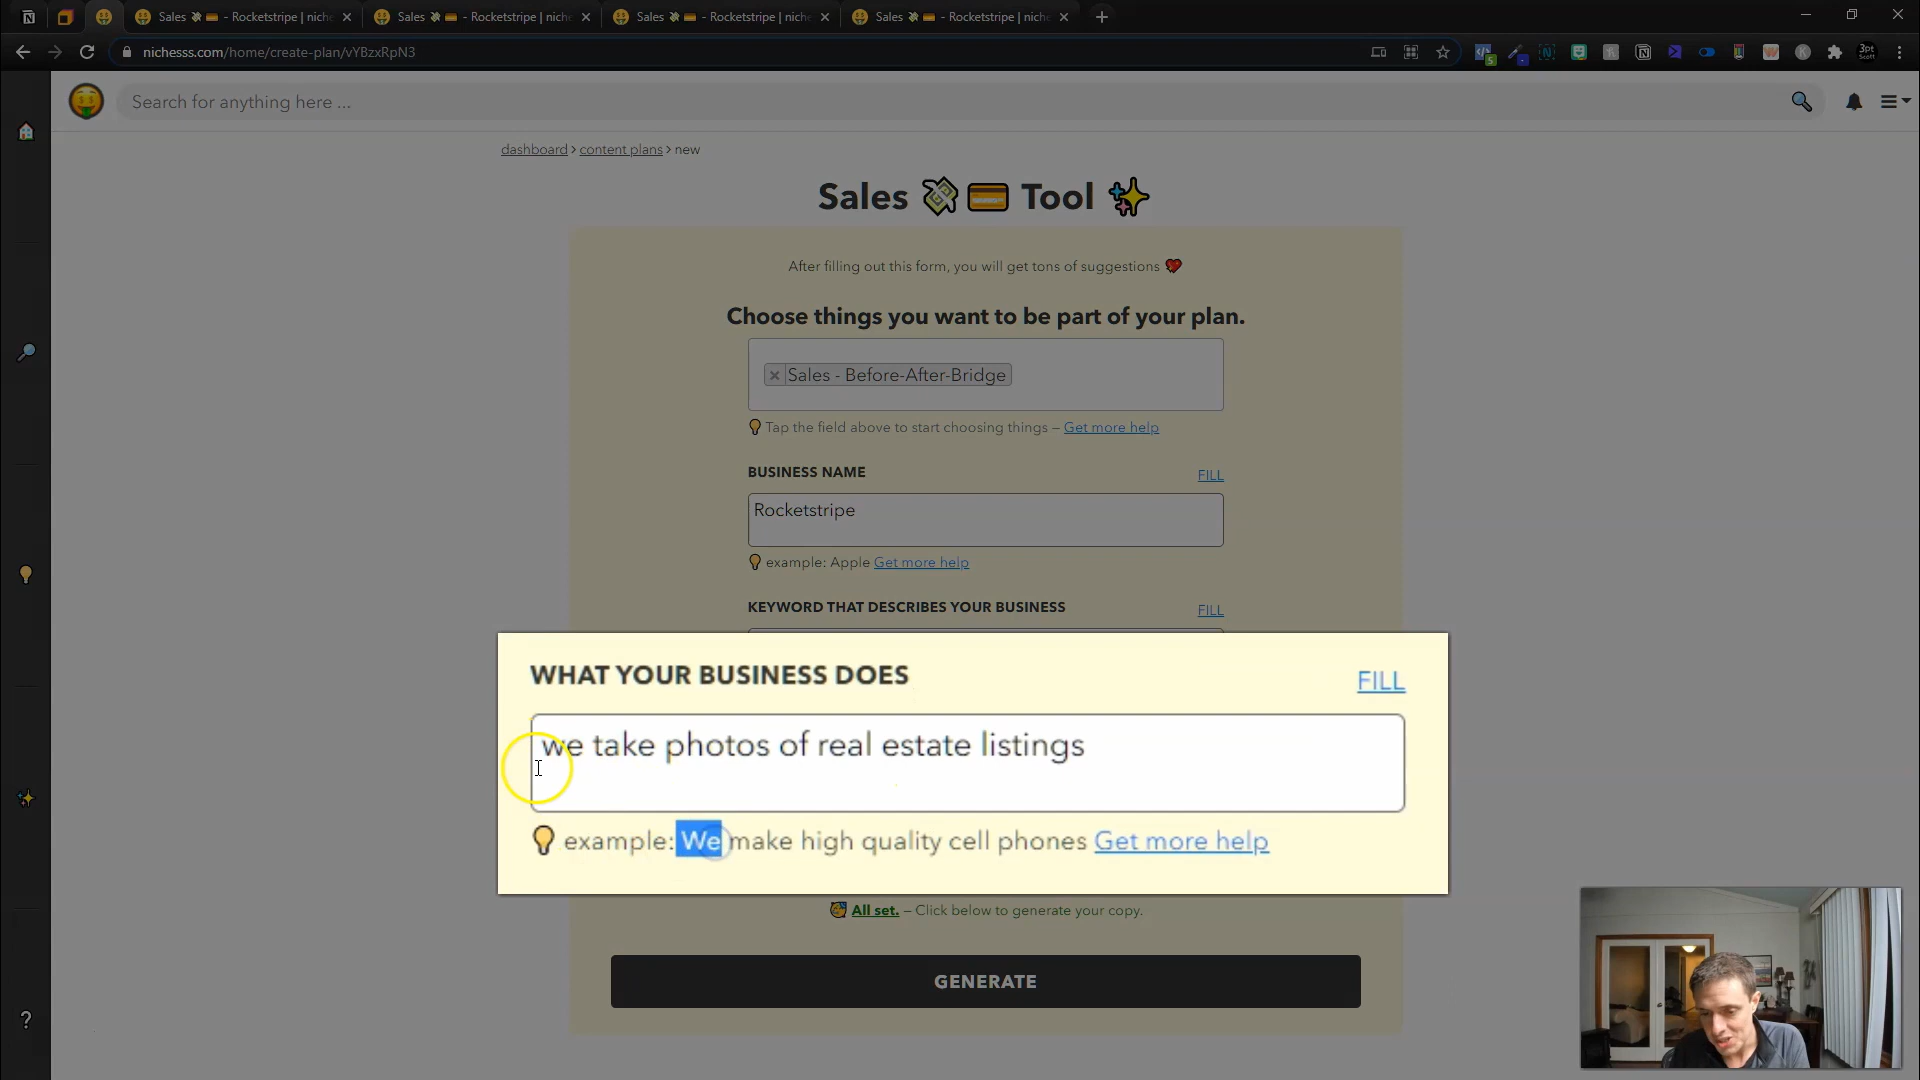 Sales - Rocketstripe | niche
Sales - Rocketstripe | niche
Sales - Rocketstripe | niche
Sales - Rocketstripe | niche
nichesss.com/home/create-plan/vYBzxRpN3
Search for anything here ...
dashboard > content plans > new
Sales Tool
After filling out this form, you will get tons of suggestions
Choose things you want to be part of your plan.
× Sales - Before-After-Bridge
Tap the field above to start choosing things – Get more help
BUSINESS NAME FILL
Rocketstripe
example: Apple Get more help
KEYWORD THAT DESCRIBES YOUR BUSINESS FILL
WHAT YOUR BUSINESS DOES FILL
we take photos of real estate listings
example: We make high quality cell phones Get more help
All set. – Click below to generate your copy.
GENERATE
?